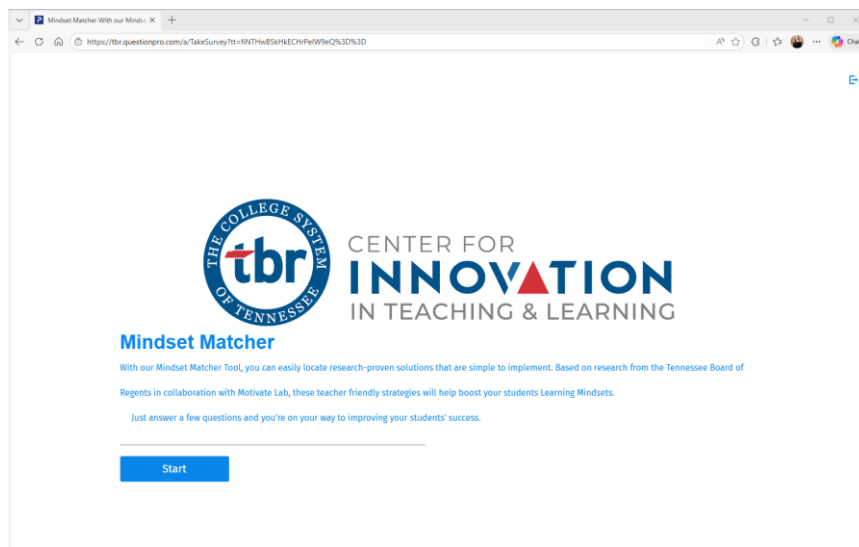 Mindset Matcher With our Mindse
https://tbr.questionpro.com/a/TakeSurvey?tt=fiNTHwB5kHkECHrPelW9eQ%3D%3D
Chat
THE COLLEGE SYSTEM
tbr
OF TENNESSEE
CENTER FOR
INNOVATION
IN TEACHING & LEARNING
Mindset Matcher
With our Mindset Matcher Tool, you can easily locate research-proven solutions that are simple to implement. Based on research from the Tennessee Board of
Regents in collaboration with Motivate Lab, these teacher friendly strategies will help boost your students Learning Mindsets.
Just answer a few questions and you're on your way to improving your students' success.
Start